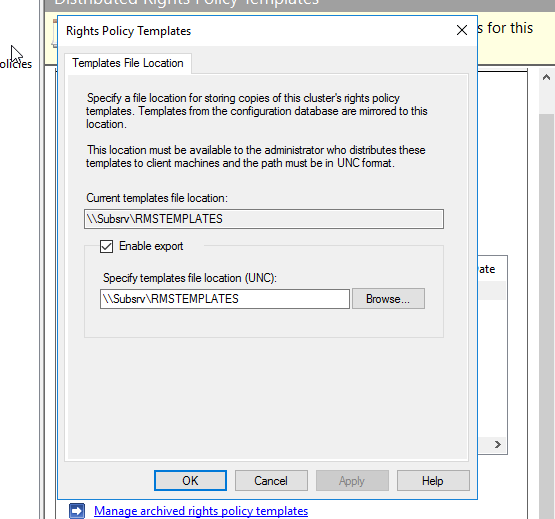 Distributed Rights Policy Templates
s for this
olicies
Rights Policy Templates
Templates File Location
Specify a file location for storing copies of this cluster's rights policy
templates. Templates from the configuration database are mirrored to this
location.
This location must be available to the administrator who distributes these
templates to client machines and the path must be in UNC format.
Current templates file location:
\\Subsrv\RMSTEMPLATES
Enable export
Specify templates file location (UNC):
\\Subsrv\RMSTEMPLATES
Browse...
ate
OK
Cancel
Apply
Help
Manage archived rights policy templates